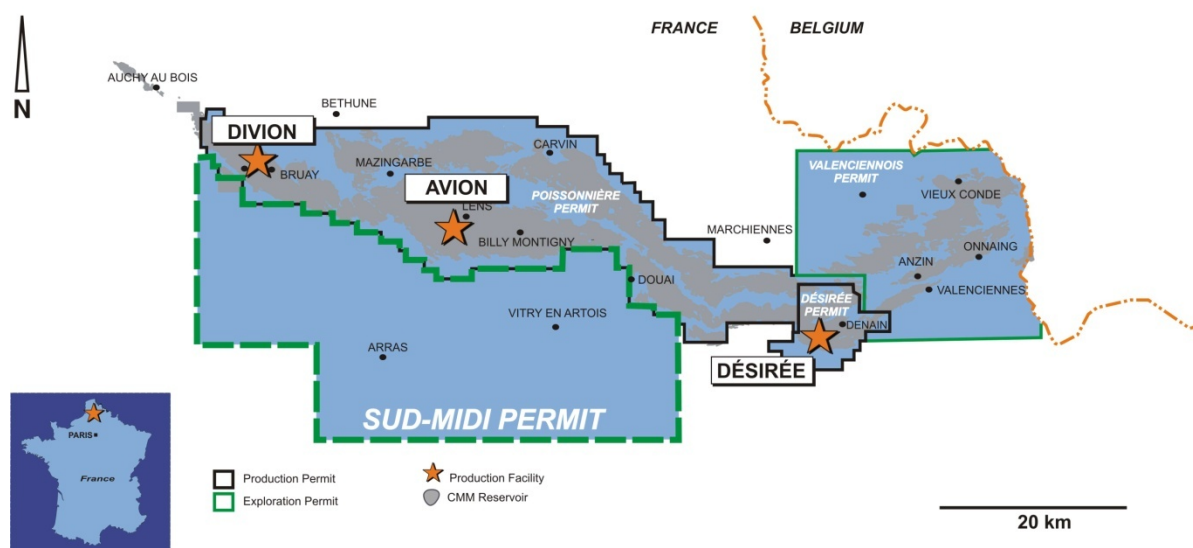 FRANCE
BELGIUM
N
AUCHY AU BOIS
BETHUNE
DIVION
BRUAY
MAZINGARBE
CARVIN
AVION
LENS
POISSONNIÈRE
PERMIT
BILLY MONTIGNY
MARCHIENNES
VALENCIENNOIS
PERMIT
VIEUX CONDE
ONNAING
ANZIN
VALENCIENNES
DOUAI
DÉSIRÉE
PERMIT
DENAIN
VITRY EN ARTOIS
ARRAS
DÉSIRÉE
SUD-MIDI PERMIT
PARIS
France
Production Permit
Exploration Permit
Production Facility
CMM Reservoir
20 km